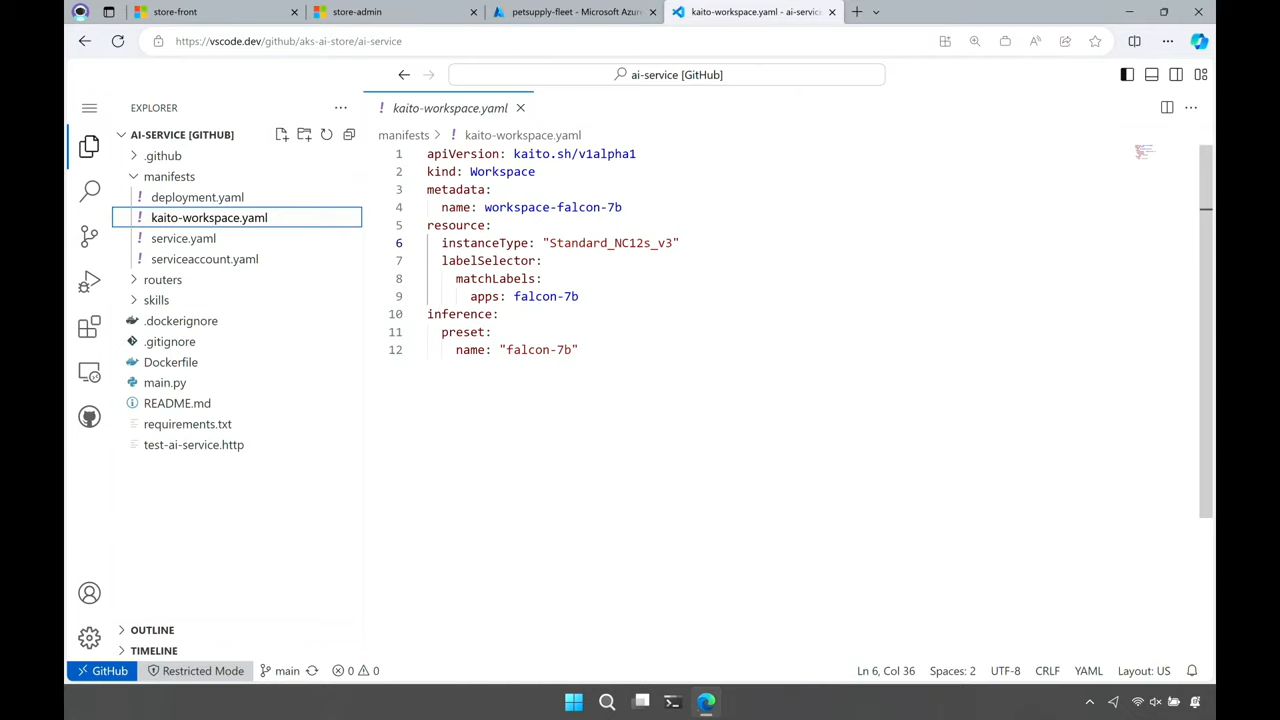 store-front
store-admin
petsupply-fleet - Microsoft Azure
kaito-workspace.yaml - ai-service
https://vscode.dev/github/aks-ai-store/ai-service
ai-service [GitHub]
EXPLORER
AI-SERVICE [GITHUB]
.github
manifests
! deployment.yaml
! kaito-workspace.yaml
! service.yaml
! serviceaccount.yaml
routers
skills
.dockerignore
.gitignore
Dockerfile
main.py
README.md
requirements.txt
test-ai-service.http
OUTLINE
TIMELINE
! kaito-workspace.yaml
manifests > ! kaito-workspace.yaml
1 apiVersion: kaito.sh/v1alpha1
2 kind: Workspace
3 metadata:
4 name: workspace-falcon-7b
5 resource:
6 instanceType: "Standard_NC12s_v3"
7 labelSelector:
8 matchLabels:
9 apps: falcon-7b
10 inference:
11 preset:
12 name: "falcon-7b"
GitHub
Restricted Mode
main
0 0
Ln 6, Col 36
Spaces: 2
UTF-8
CRLF
YAML
Layout: US